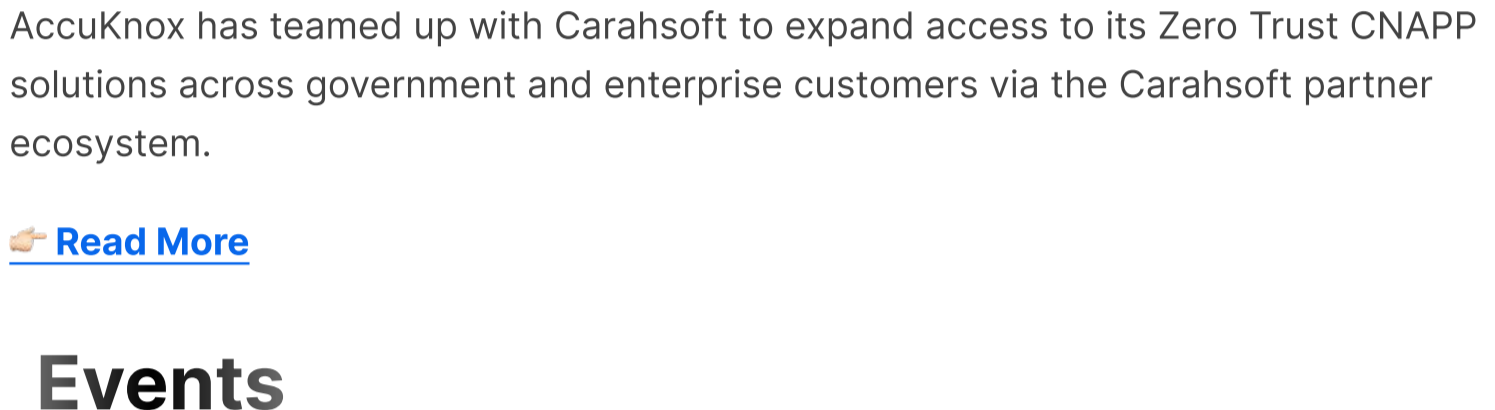 AccuKnox has teamed up with Carahsoft to expand access to its Zero Trust CNAPP
solutions across government and enterprise customers via the Carahsoft partner
ecosystem.
👉🏻 Read More
Events